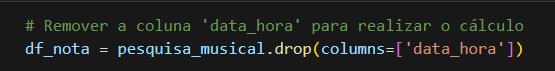 # Remover a coluna 'data_hora' para realizar o cálculo
df_nota = pesquisa_musical.drop(columns=['data_hora'])